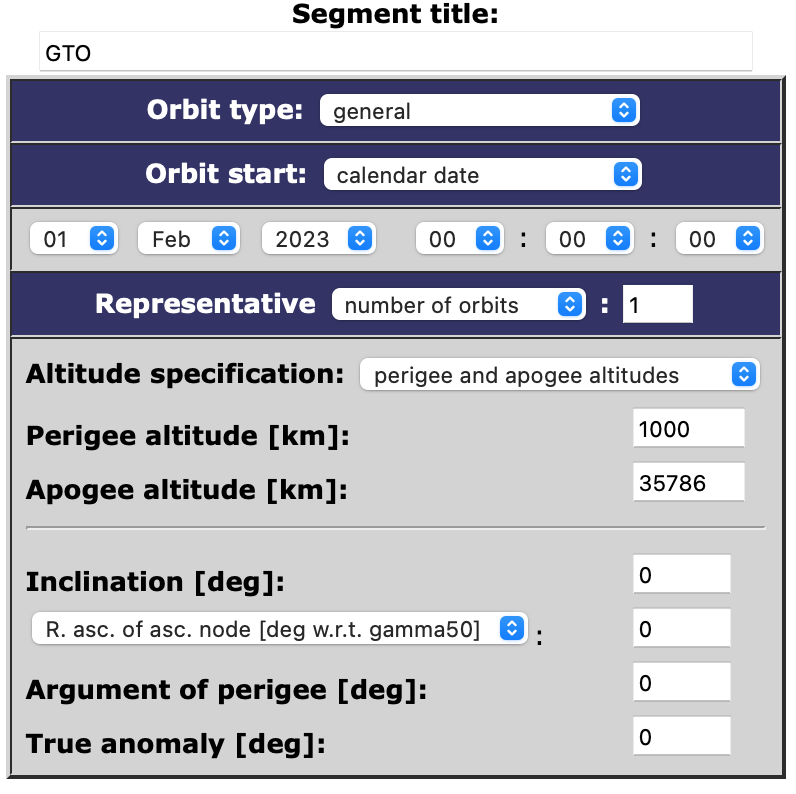 Segment title:
GTO
Orbit type: general
Orbit start: calendar date
01 Feb 2023 00 : 00 : 00
Representative number of orbits : 1
Altitude specification: perigee and apogee altitudes
Perigee altitude [km]: 1000
Apogee altitude [km]: 35786
Inclination [deg]: 0
R. asc. of asc. node [deg w.r.t. gamma50] : 0
Argument of perigee [deg]: 0
True anomaly [deg]: 0